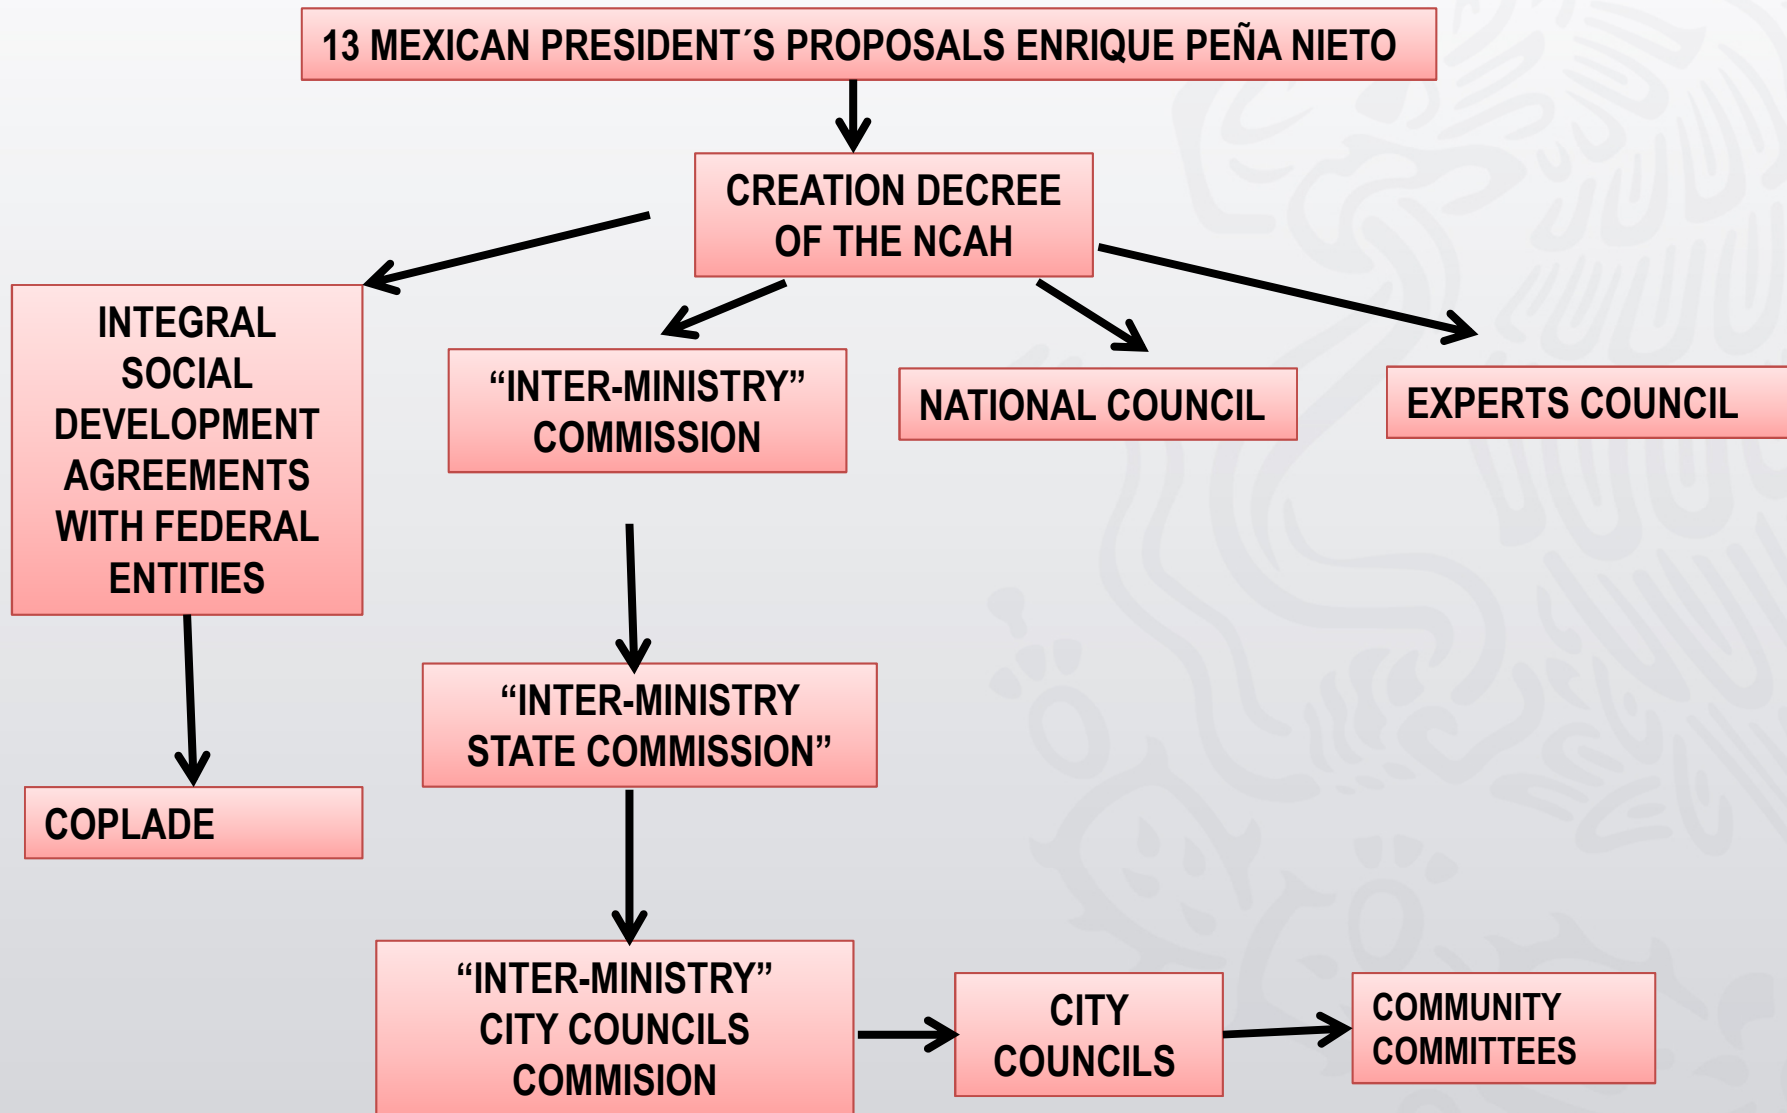 13 MEXICAN PRESIDENT´S PROPOSALS ENRIQUE PEÑA NIETO
CREATION DECREE
OF THE NCAH
INTEGRAL
SOCIAL
DEVELOPMENT
AGREEMENTS
WITH FEDERAL
ENTITIES
“INTER-MINISTRY”
COMMISSION
NATIONAL COUNCIL
EXPERTS COUNCIL
“INTER-MINISTRY
STATE COMMISSION”
COPLADE
“INTER-MINISTRY”
CITY COUNCILS
COMMISION
CITY
COUNCILS
COMMUNITY
COMMITTEES